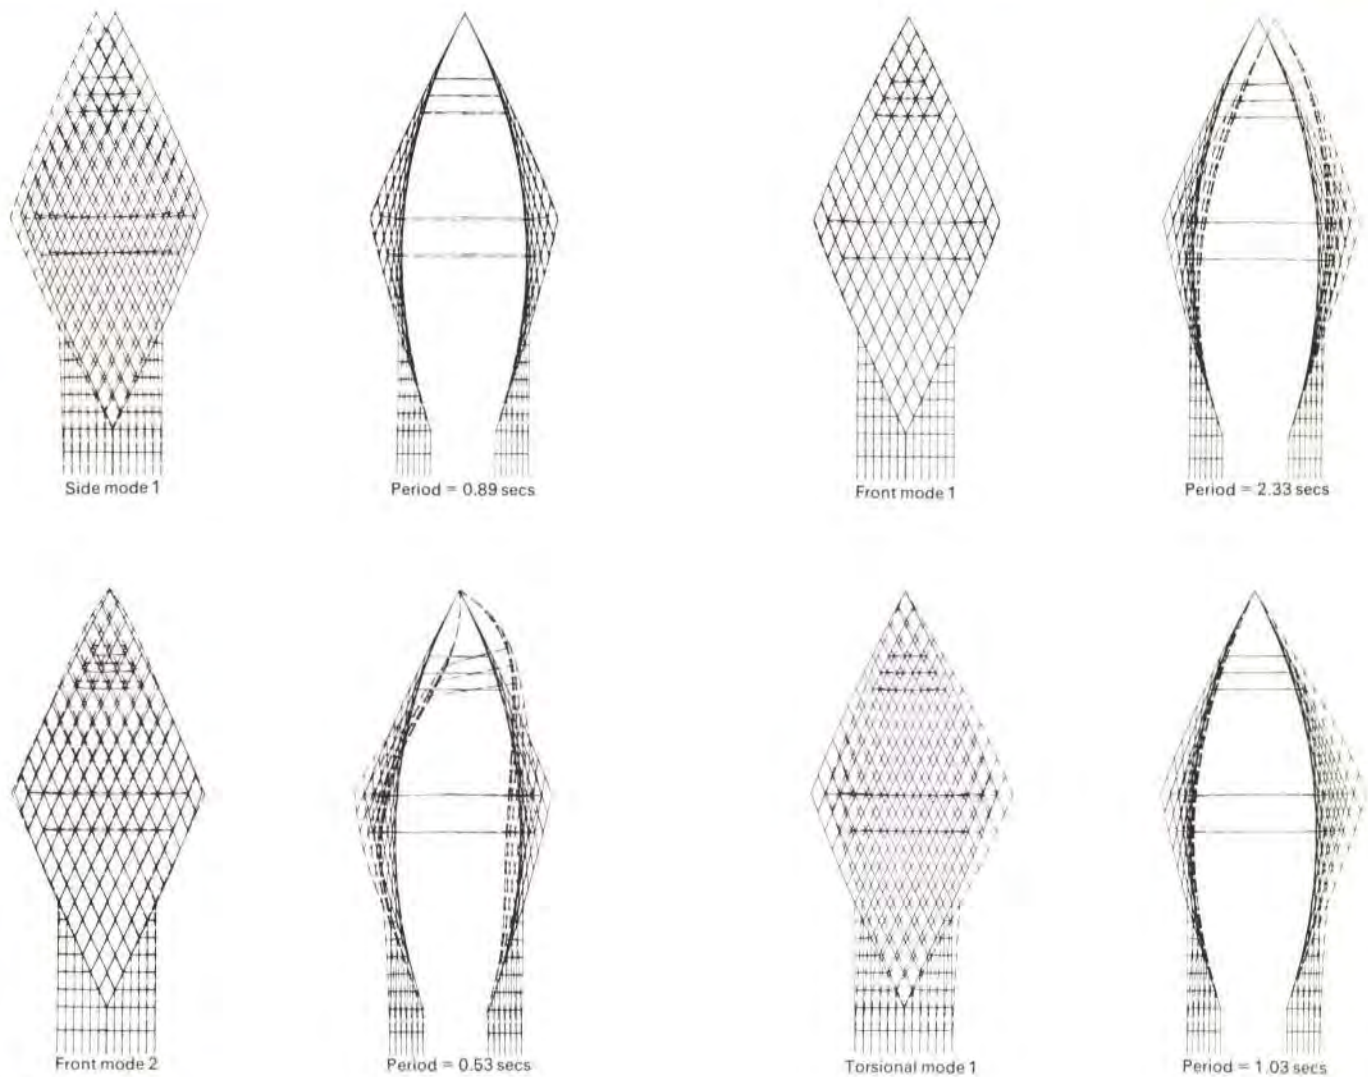 Side mode 1
Period = 0.89 secs
Front mode 1
Period = 2.33 secs
Front mode 2
Period = 0.53 secs
Torsional mode 1
Period = 1.03 secs